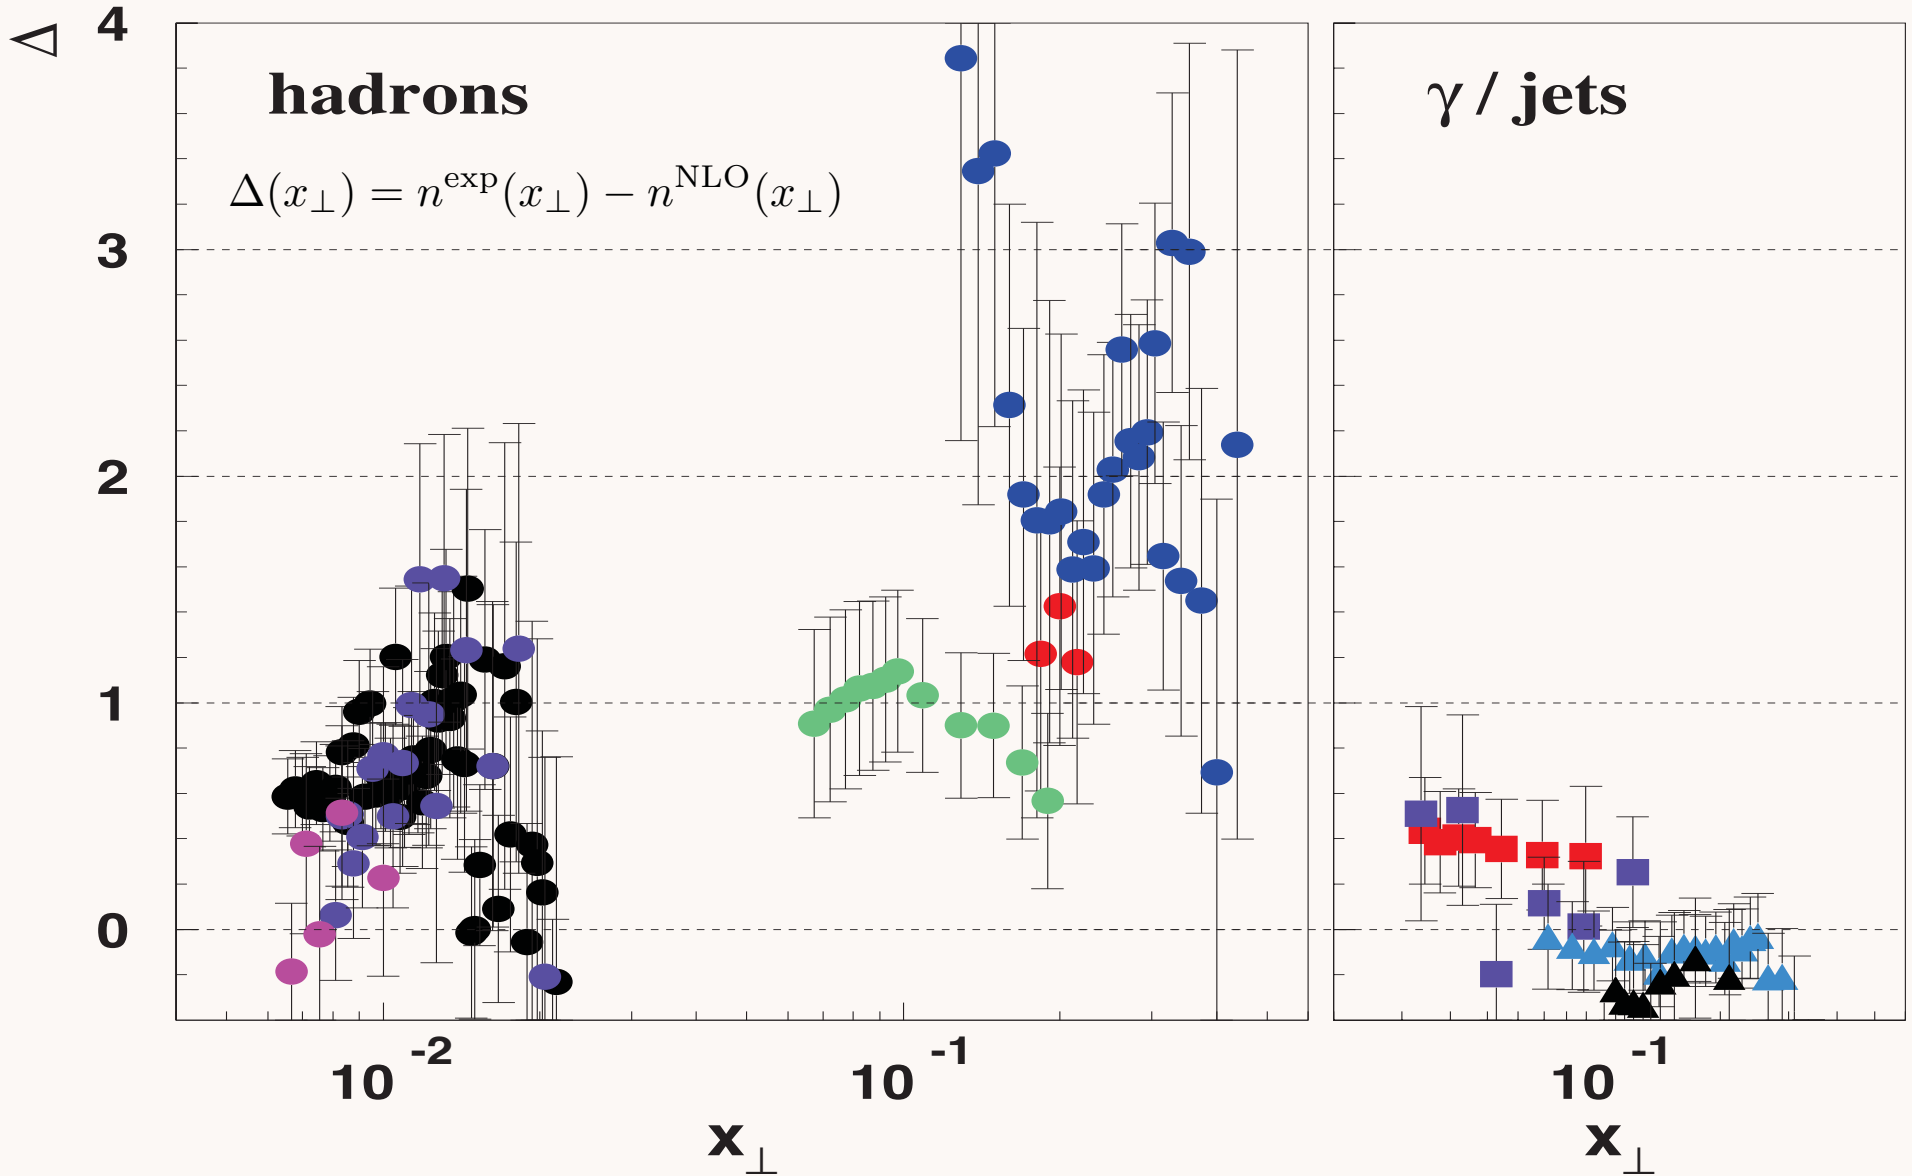 Δ
4
3
2
1
0
hadrons
Δ(x⊥) = n^exp(x⊥) − n^NLO(x⊥)
γ / jets
10^-2
10^-1
10^-1
x⊥
x⊥